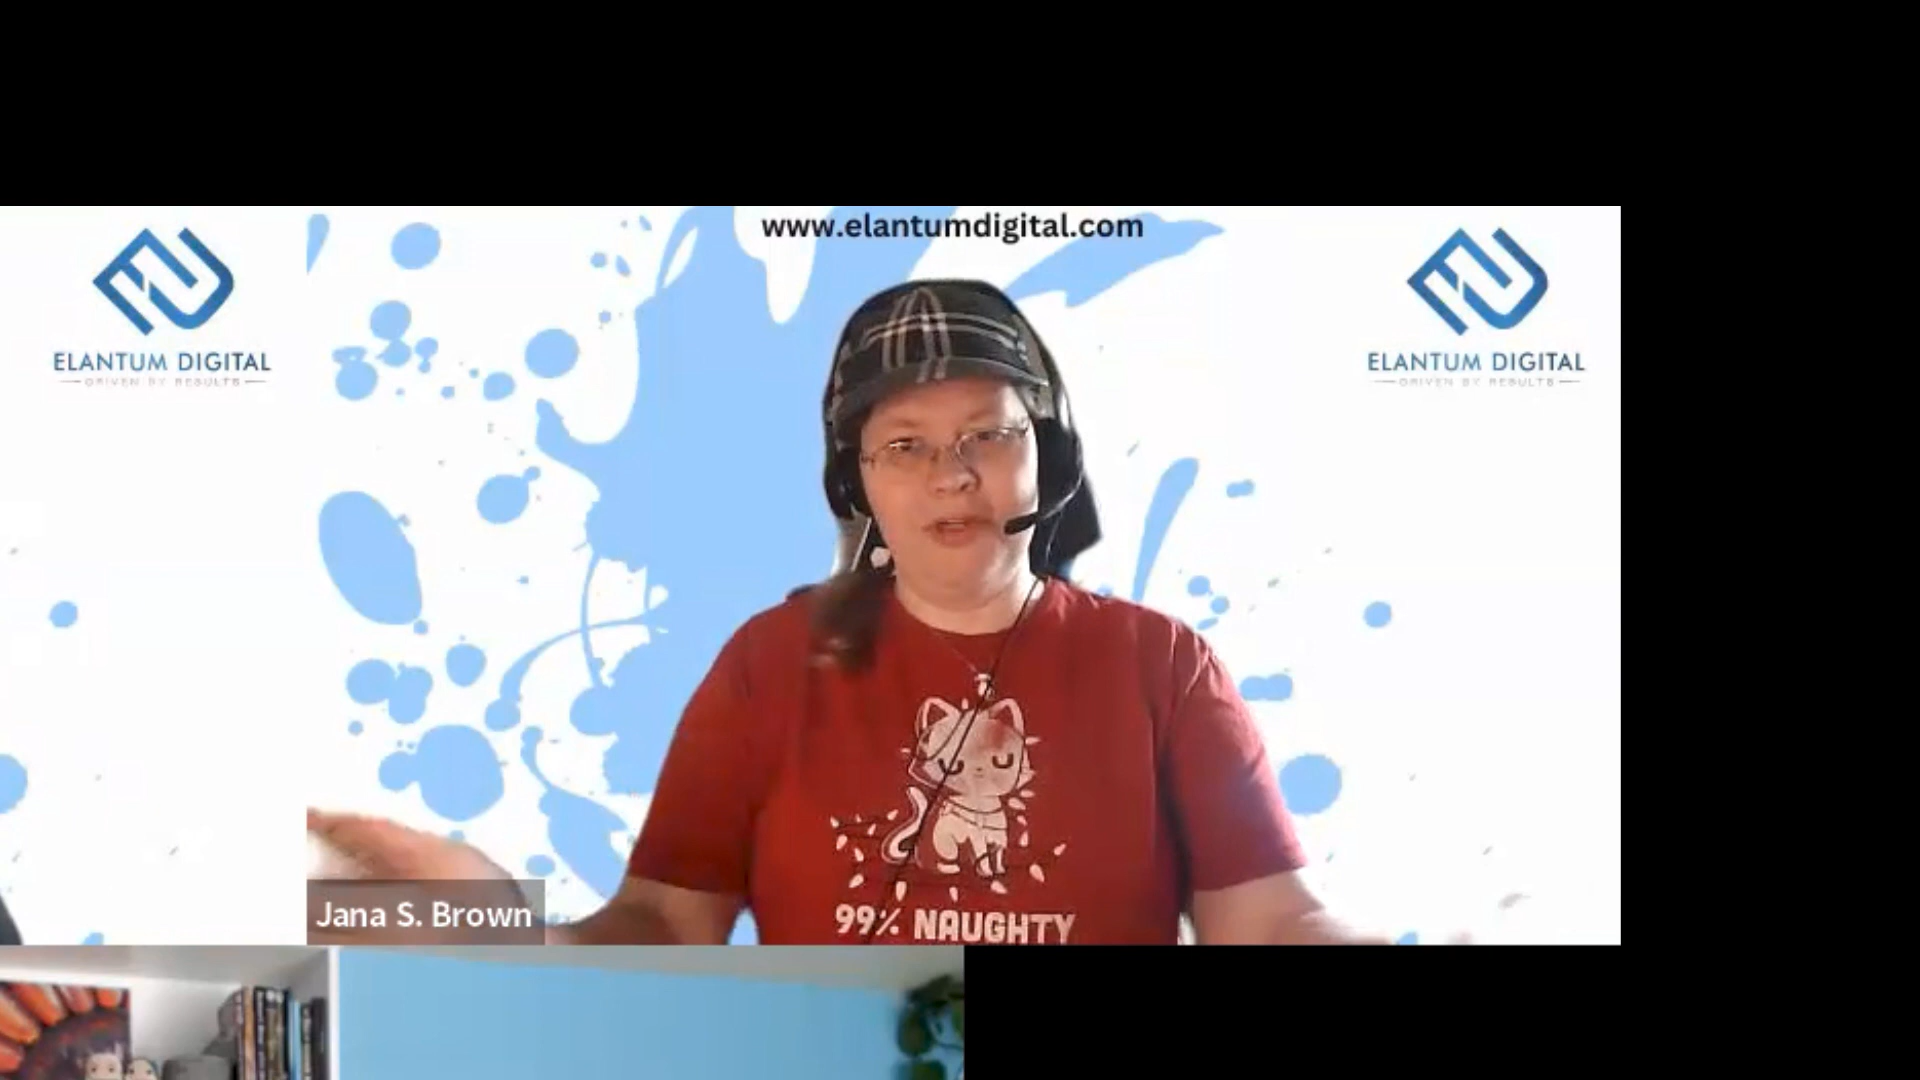 www.elantumdigital.com
ELANTUM DIGITAL
DRIVEN BY RESULTS
ELANTUM DIGITAL
DRIVEN BY RESULTS
99% NAUGHTY
Jana S. Brown